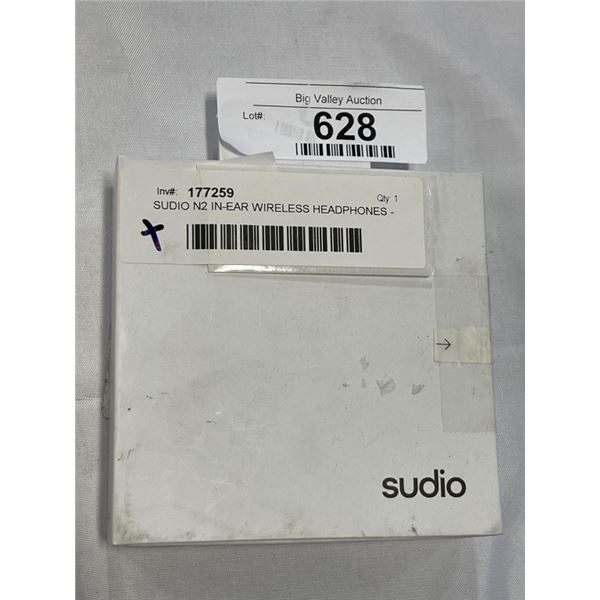 Big Valley Auction
Lot#: 628
Inv#: 177259 Qty 1
SUDIO N2 IN-EAR WIRELESS HEADPHONES -
X
→
sudio